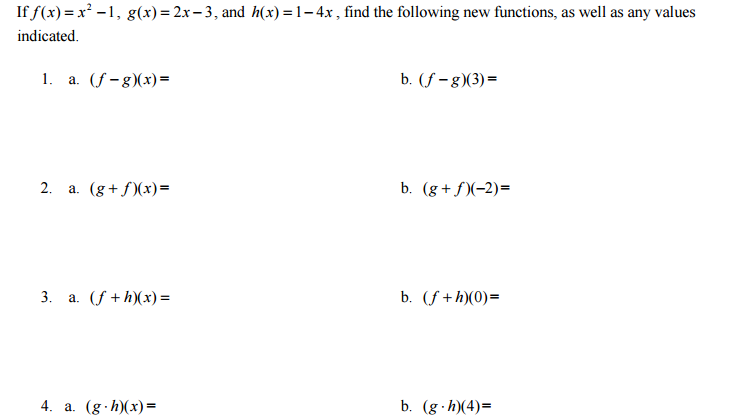 If f(x) = x² – 1, g(x) = 2x – 3, and h(x) = 1 – 4x, find the following new functions, as well as any values
indicated.
1. a. (f – g)(x) = b. (f – g)(3) =
2. a. (g + f)(x) = b. (g + f)(–2) =
3. a. (f + h)(x) = b. (f + h)(0) =
4. a. (g · h)(x) = b. (g · h)(4) =